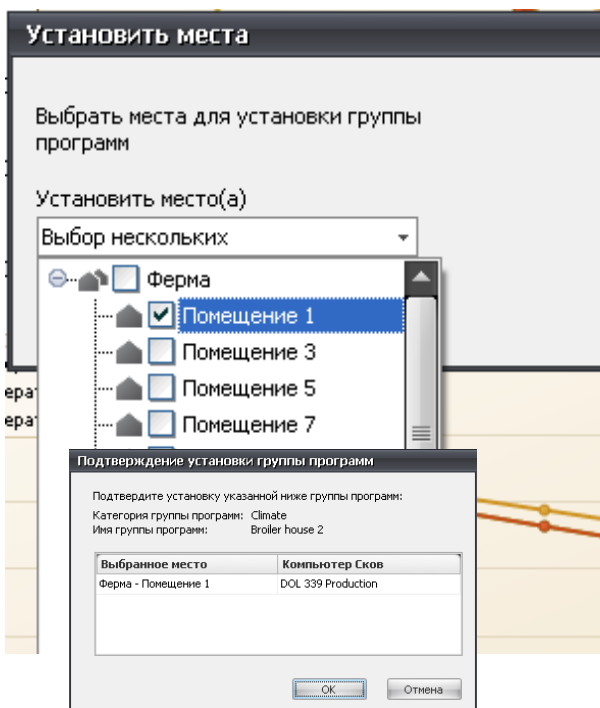 Установить места
Выбрать места для установки группы
программ
Установить место(а)
Выбор нескольких
Ферма
Помещение 1
Помещение 3
Помещение 5
Помещение 7
ера
ера
Подтверждение установки группы программ
Подтвердите установку указанной ниже группы программ:
Категория группы программ: Climate
Имя группы программ: Broiler house 2
Выбранное место Компьютер Сков
Ферма - Помещение 1 DOL 339 Production
OK Отмена